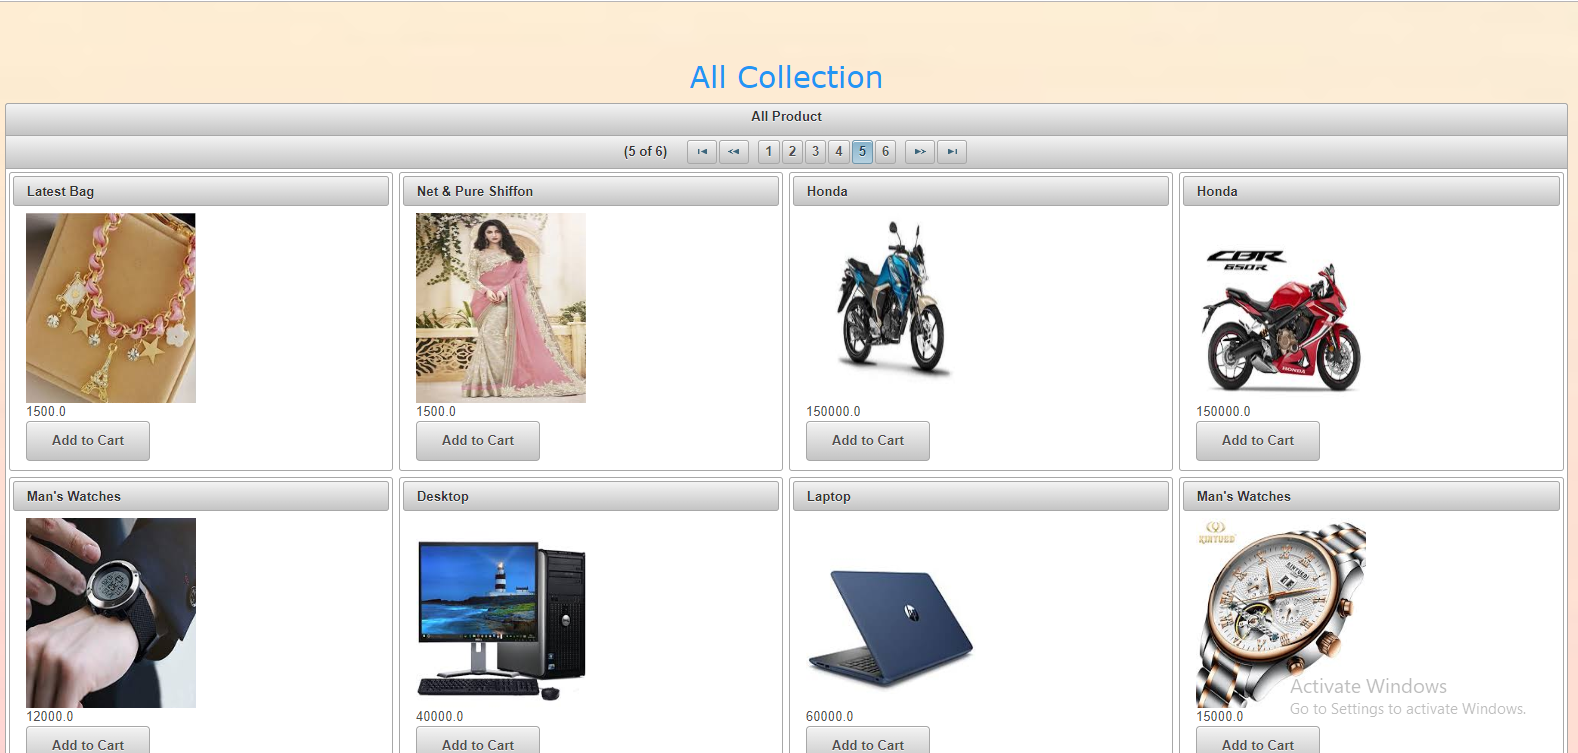 All Collection
All Product
(5 of 6) 1 2 3 4 5 6
Latest Bag
Net & Pure Shiffon
Honda
Honda
CBR
650R
HONDA
1500.0
1500.0
150000.0
150000.0
Add to Cart
Add to Cart
Add to Cart
Add to Cart
Man's Watches
Desktop
Laptop
Man's Watches
hp
12000.0
40000.0
60000.0
15000.0
Add to Cart
Add to Cart
Add to Cart
Add to Cart
Activate Windows
Go to Settings to activate Windows.